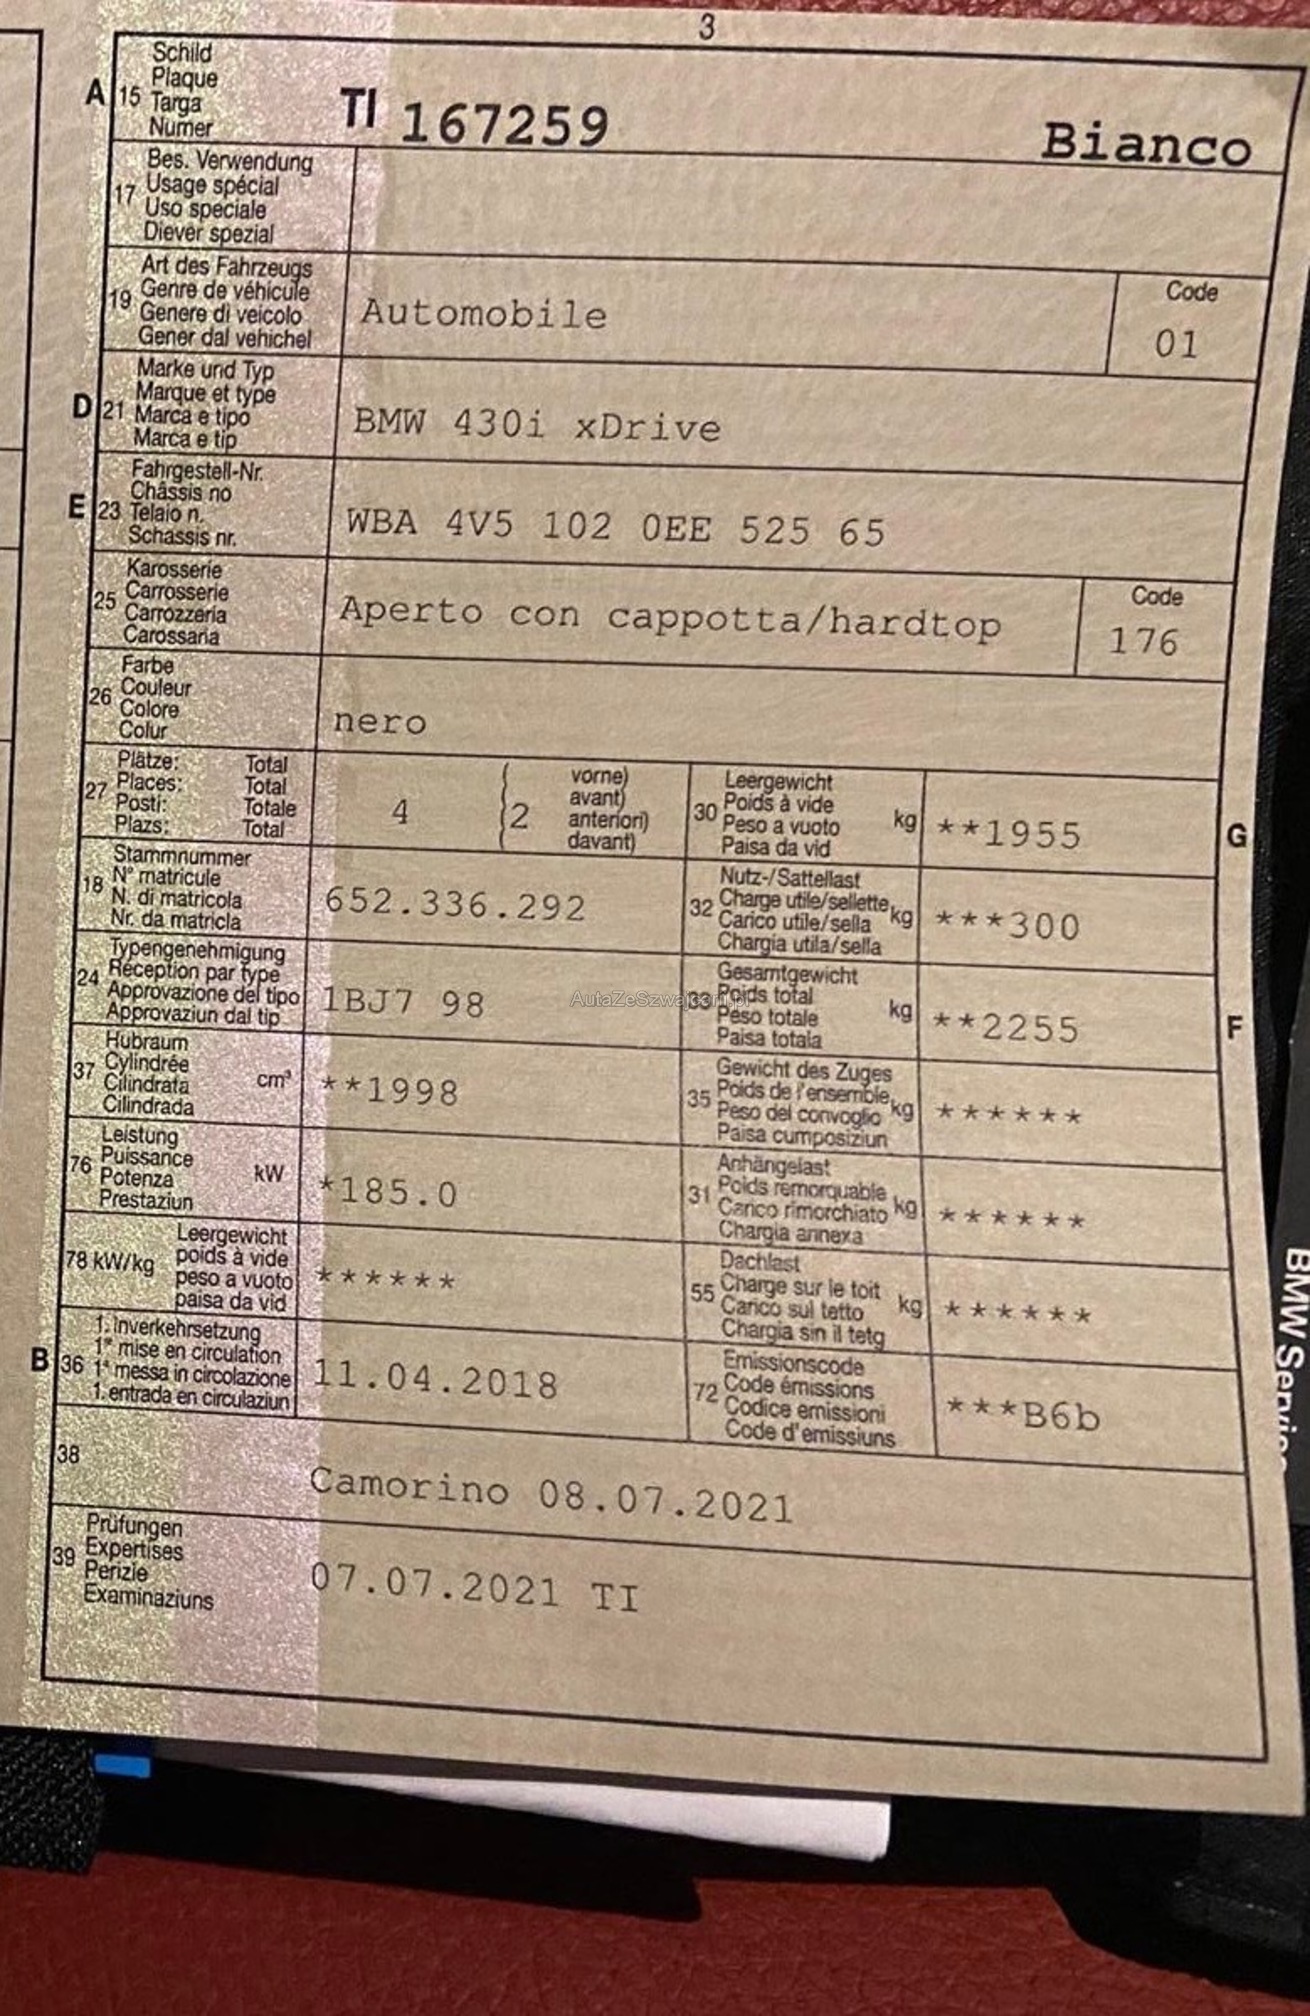 3
A 15 Schild
Plaque
Targa
Numer
TI 167259 Bianco
17 Bes. Verwendung
Usage spécial
Uso speciale
Diever spezial
19 Art des Fahrzeugs
Genre de véhicule
Genere di veicolo
Gener dal vehichel
Automobile
Code
01
D 21 Marke und Typ
Marque et type
Marca e tipo
Marca e tip
BMW 430i xDrive
E 23 Fahrgestell-Nr.
Châssis no
Telaio n.
Schassis nr.
WBA 4V5 102 0EE 525 65
25 Karosserie
Carrosserie
Carrozzeria
Carossaria
Aperto con cappotta/hardtop
Code
176
26 Farbe
Couleur
Colore
Colur
nero
27 Plätze: Total
Places: Total
Posti: Totale
Plazs: Total
4 2
vorne)
avant)
anteriori)
davant)
30 Leergewicht
Poids à vide
Peso a vuoto
Paisa da vid
kg **1955
G
18 Stammnummer
N° matricule
N. di matricola
Nr. da matricla
652.336.292
32 Nutz-/Sattellast
Charge utile/sellette
Carico utile/sella
Chargia utila/sella
kg ***300
24 Typengenehmigung
Réception par type
Approvazione del tipo
Approvaziun dal tip
1BJ7 98
AutaZeSzwajcarii.pl
33 Gesamtgewicht
Poids total
Peso totale
Paisa totala
kg **2255
F
37 Hubraum
Cylindrée
Cilindrata
Cilindrada
cm³ **1998
35 Gewicht des Zuges
Poids de l'ensemble
Peso del convoglio
Paisa cumposiziun
kg ******
76 Leistung
Puissance
Potenza
Prestaziun
kW *185.0
31 Anhängelast
Poids remorquable
Carico rimorchiato
Chargia annexa
kg ******
78 kW/kg Leergewicht
poids à vide
peso a vuoto
paisa da vid
******
55 Dachlast
Charge sur le toit
Carico sul tetto
Chargia sin il tetg
kg ******
B 36 1. Inverkehrsetzung
1re mise en circulation
1a messa in circolazione
1. entrada en circulaziun
11.04.2018
72 Emissionscode
Code émissions
Codice emissioni
Code d'emissiuns
***B6b
38
Camorino 08.07.2021
39 Prüfungen
Expertises
Perizie
Examinaziuns
07.07.2021 TI
BMW Service